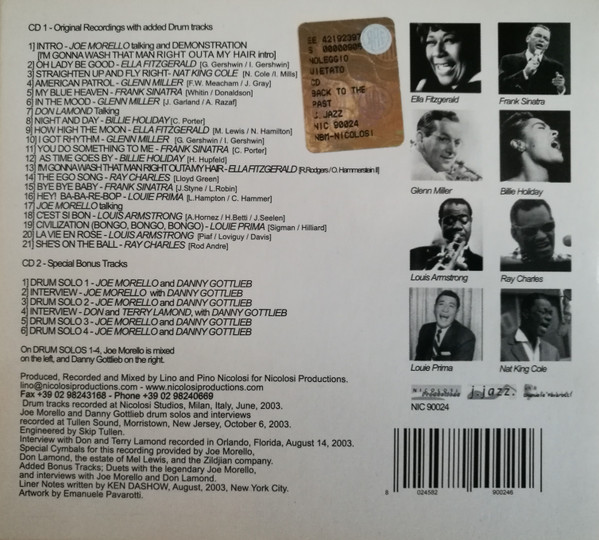 CD 1 - Original Recordings with added Drum tracks
1] INTRO - JOE MORELLO talking and DEMONSTRATION
['I'M GONNA WASH THAT MAN RIGHT OUTA MY HAIR intro]
2] OH LADY BE GOOD - ELLA FITZGERALD [G. Gershwin / I. Gershwin]
3] STRAIGHTEN UP AND FLY RIGHT- NAT KING COLE [N. Cole /I. Mills]
4] AMERICAN PATROL - GLENN MILLER [F.W. Meacham / J. Gray]
5] MY BLUE HEAVEN - FRANK SINATRA [Whitin / Donaldson]
6] IN THE MOOD - GLENN MILLER [J. Garland / A. Razaf]
7] DON LAMOND Talking
8] NIGHT AND DAY - BILLIE HOLIDAY[C. Porter]
9] HOW HIGH THE MOON - ELLA FITZGERALD [M. Lewis / N. Hamilton]
10] I GOT RHYTHM - GLENN MILLER [G. Gershwin / I. Gershwin]
11] YOU DO SOMETHING TO ME - FRANK SINATRA [C. Porter]
12] AS TIME GOES BY - BILLIE HOLIDAY [H. Hupfeld]
13] I'M GONNA WASH THAT MAN RIGHT OUTA MY HAIR - ELLA FITZGERALD [R.Rodgers / O.Hammerstein II]
14] THE EGO SONG - RAY CHARLES [Lloyd Green]
15] BYE BYE BABY - FRANK SINATRA [J.Styne / L.Robin]
16] HEY! BA-BA-RE-BOP - LOUIE PRIMA [L.Hampton / C. Hammer]
17] JOE MORELLO talking
18] C'EST SI BON - LOUIS ARMSTRONG [A.Hornez / H.Betti / J.Seelen]
19] CIVILIZATION (BONGO, BONGO, BONGO) - LOUIE PRIMA [Sigman / Hilliard]
20] LA VIE EN ROSE - LOUIS ARMSTRONG [Piaf / Loviguy / Davis]
21] SHE'S ON THE BALL - RAY CHARLES [Rod Andre]
CD 2 - Special Bonus Tracks
1] DRUM SOLO 1 - JOE MORELLO and DANNY GOTTLIEB
2] INTERVIEW - JOE MORELLO with DANNY GOTTLIEB
3] DRUM SOLO 2 - JOE MORELLO and DANNY GOTTLIEB
4] INTERVIEW - DON and TERRY LAMOND, with DANNY GOTTLIEB
5] DRUM SOLO 3 - JOE MORELLO and DANNY GOTTLIEB
6] DRUM SOLO 4 - JOE MORELLO and DANNY GOTTLIEB
On DRUM SOLOS 1-4, Joe Morello is mixed
on the left, and Danny Gottlieb on the right.
Produced, Recorded and Mixed by Lino and Pino Nicolosi for Nicolosi Productions.
lino@nicolosiproductions.com - www.nicolosiproductions.com
Fax +39 02 98243168 - Phone +39 02 98240669
Drum tracks recorded at Nicolosi Studios, Milan, Italy, June, 2003.
Joe Morello and Danny Gottlieb drum solos and interviews
recorded at Tullen Sound, Morristown, New Jersey, October 6, 2003.
Engineered by Skip Tullen.
Interview with Don and Terry Lamond recorded in Orlando, Florida, August 14, 2003.
Special Cymbals for this recording provided by Joe Morello,
Don Lamond, the estate of Mel Lewis, and the Zildjian company.
Added Bonus Tracks; Duets with the legendary Joe Morello,
and interviews with Joe Morello and Don Lamond.
Liner Notes written by KEN DASHOW, August, 2003, New York City.
Artwork by Emanuele Pavarotti.
NOLEGGIO
VIETATO
CD
BACK TO THE
PAST
J.JAZZ
NIC 90024
NBM-NICOLOSI
Ella Fitzgerald
Frank Sinatra
Glenn Miller
Billie Holiday
Louis Armstrong
Ray Charles
Louie Prima
Nat King Cole
NICOLOSI
Productions
j.jazz.
NIC 90024
8 024582 900246